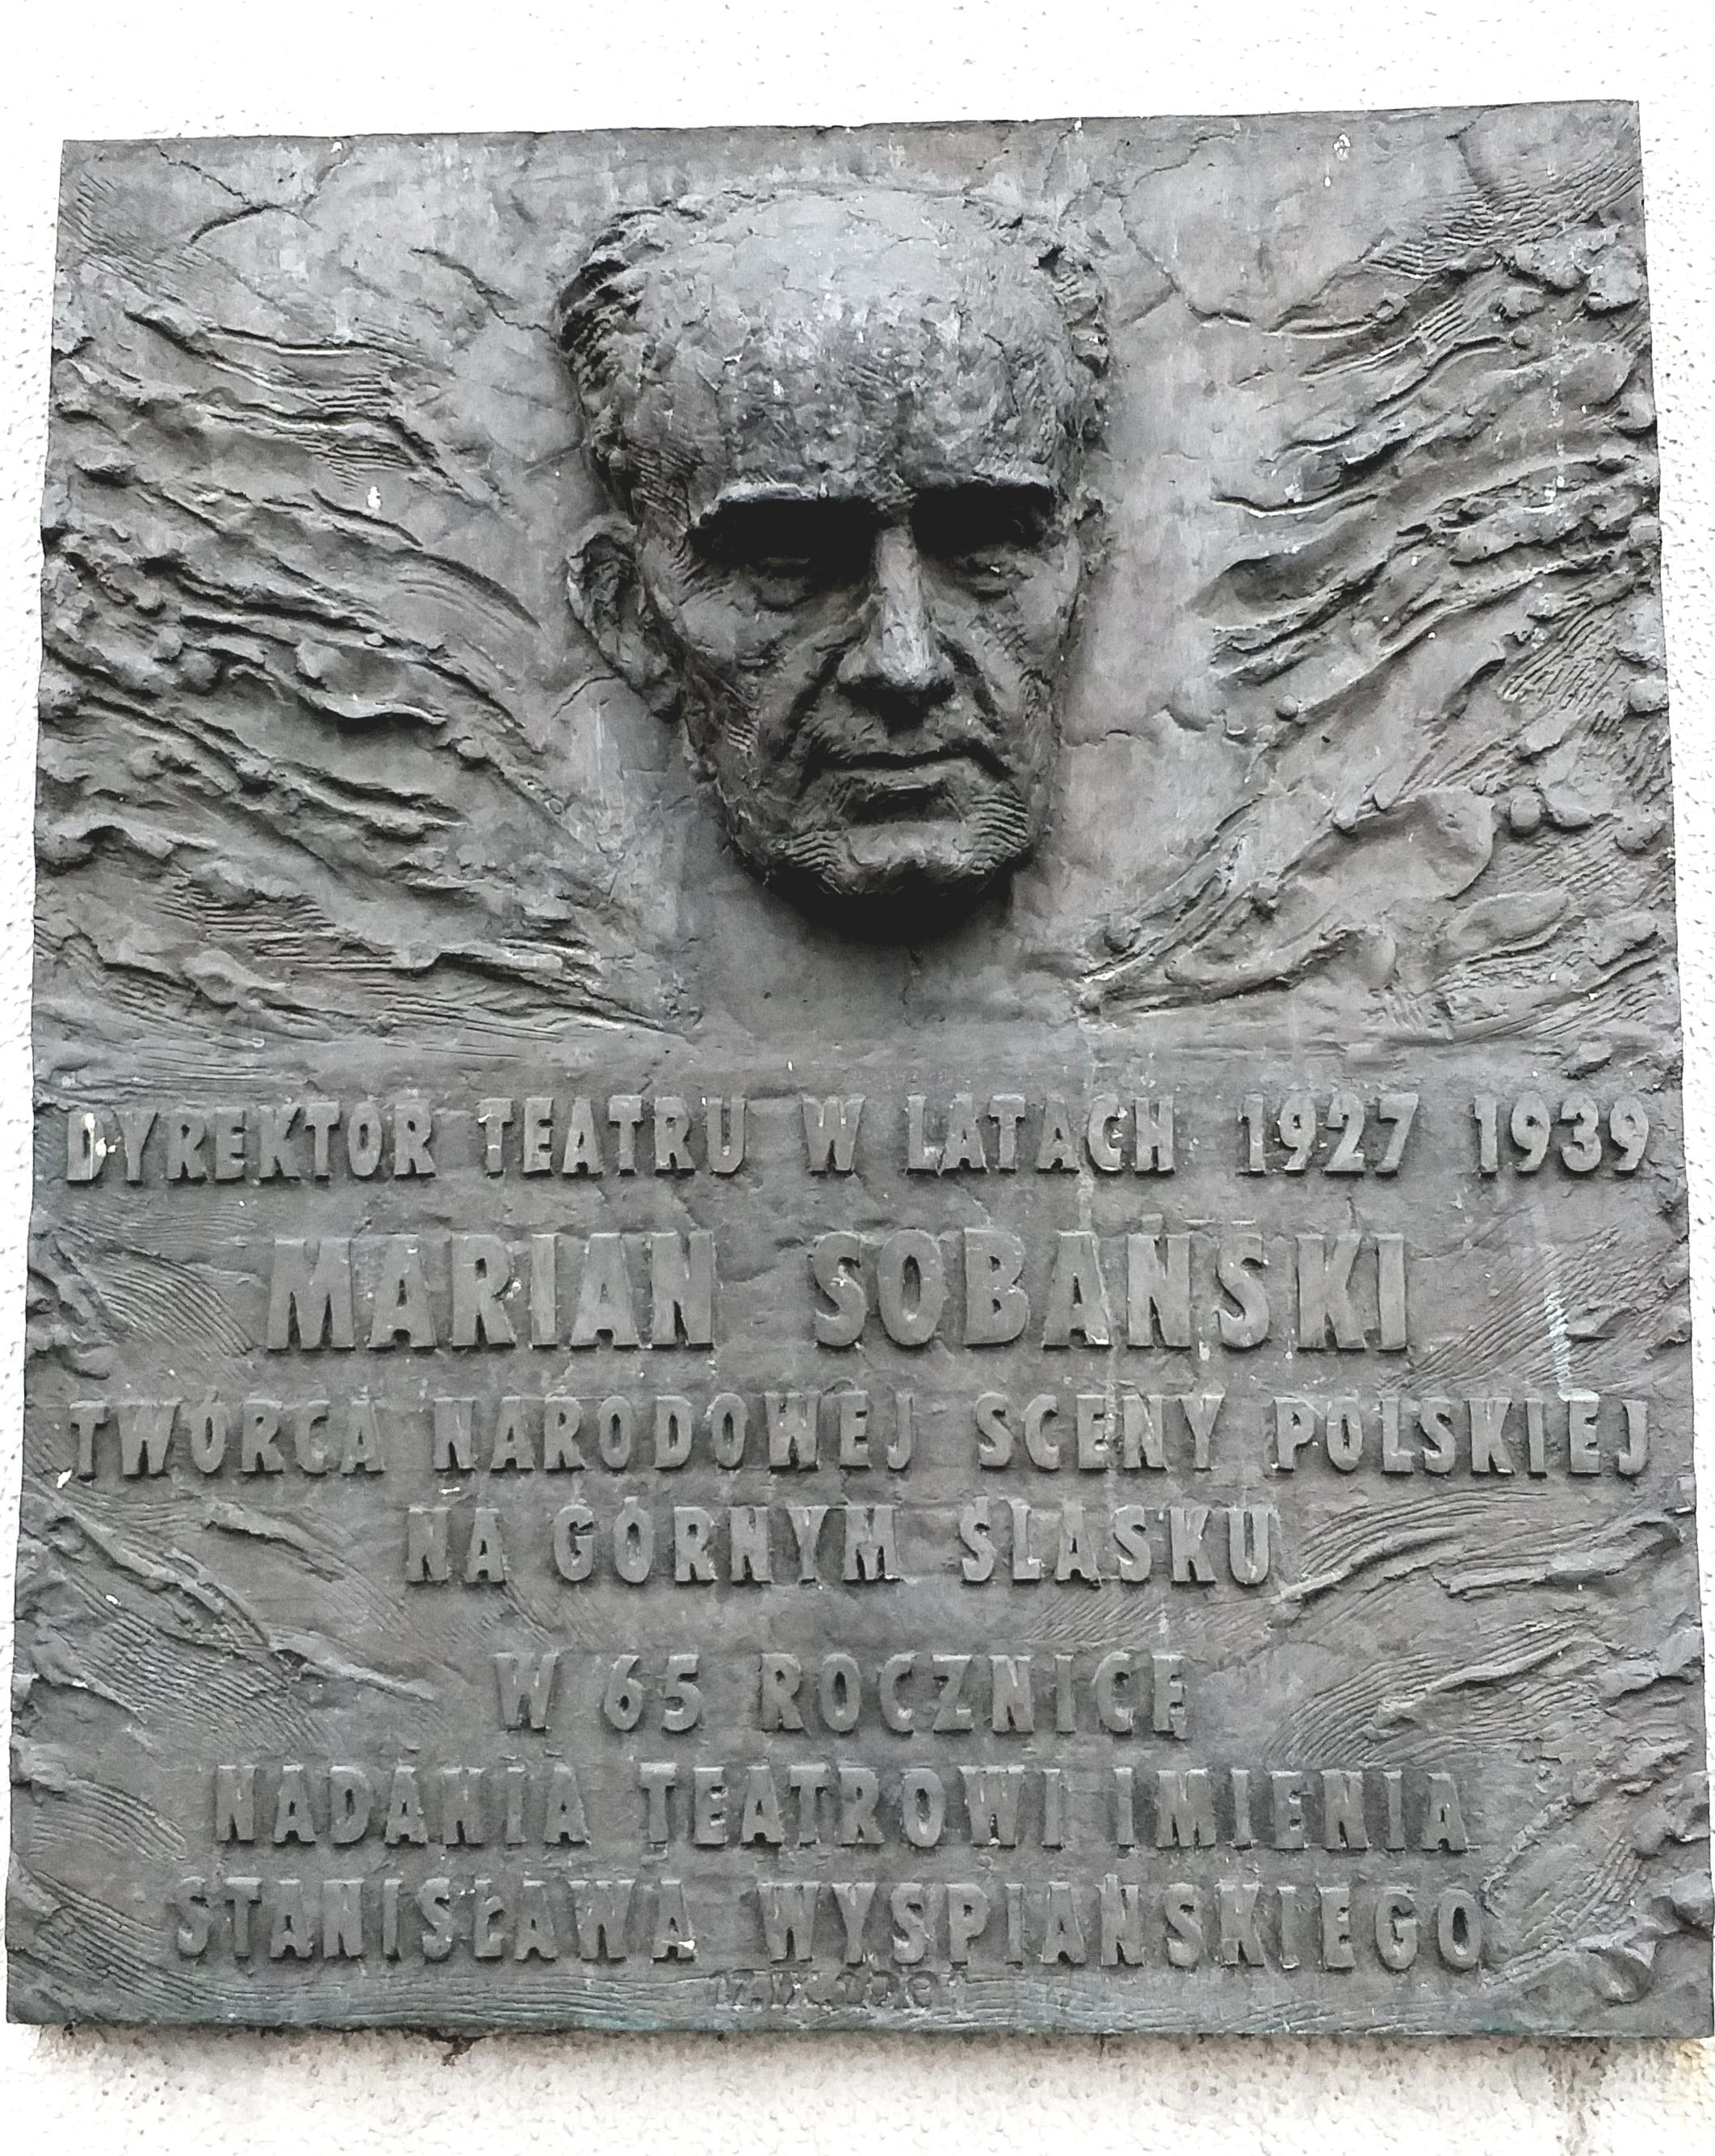 DYREKTOR TEATRU W LATACH 1927 1939
MARIAN SOBAŃSKI
TWÓRCA NARODOWEJ SCENY POLSKIEJ
NA GÓRNYM ŚLĄSKU
W 65 ROCZNICĘ
NADANIA TEATROWI IMIENIA
STANISŁAWA WYSPIAŃSKIEGO